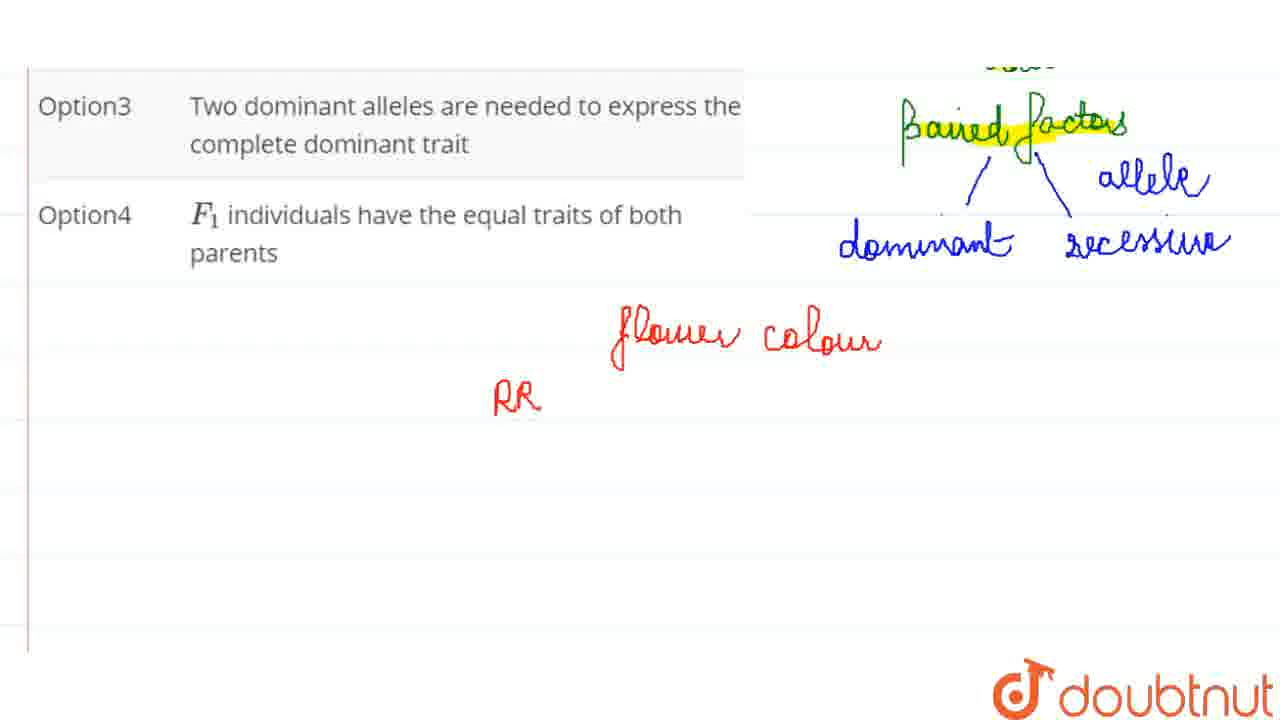 Option3 Two dominant alleles are needed to express the
complete dominant trait
Option4 F₁ individuals have the equal traits of both
parents
Paired factors
allele
dominant recessive
flower colour
RR
doubtnut